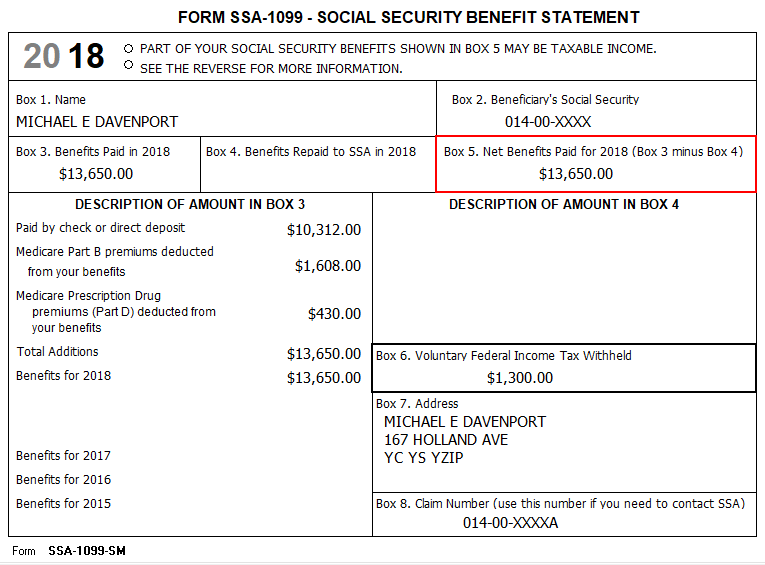 FORM SSA-1099 - SOCIAL SECURITY BENEFIT STATEMENT
2018
PART OF YOUR SOCIAL SECURITY BENEFITS SHOWN IN BOX 5 MAY BE TAXABLE INCOME.
SEE THE REVERSE FOR MORE INFORMATION.
Box 1. Name
MICHAEL E DAVENPORT
Box 2. Beneficiary's Social Security
014-00-XXXX
Box 3. Benefits Paid in 2018
$13,650.00
Box 4. Benefits Repaid to SSA in 2018
Box 5. Net Benefits Paid for 2018 (Box 3 minus Box 4)
$13,650.00
DESCRIPTION OF AMOUNT IN BOX 3
Paid by check or direct deposit $10,312.00
Medicare Part B premiums deducted
from your benefits $1,608.00
Medicare Prescription Drug
premiums (Part D) deducted from $430.00
your benefits
Total Additions $13,650.00
Benefits for 2018 $13,650.00
Benefits for 2017
Benefits for 2016
Benefits for 2015
DESCRIPTION OF AMOUNT IN BOX 4
Box 6. Voluntary Federal Income Tax Withheld
$1,300.00
Box 7. Address
MICHAEL E DAVENPORT
167 HOLLAND AVE
YC YS YZIP
Box 8. Claim Number (use this number if you need to contact SSA)
014-00-XXXXA
Form SSA-1099-SM